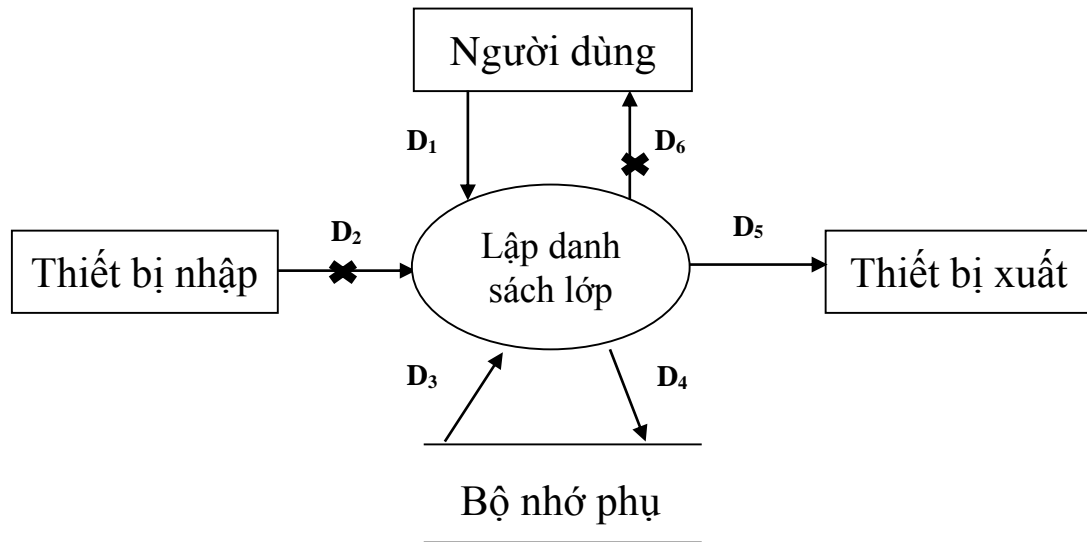 Người dùng
D₁
D₆
D₂
Lập danh
sách lớp
D₅
Thiết bị nhập
Thiết bị xuất
D₃
D₄
Bộ nhớ phụ